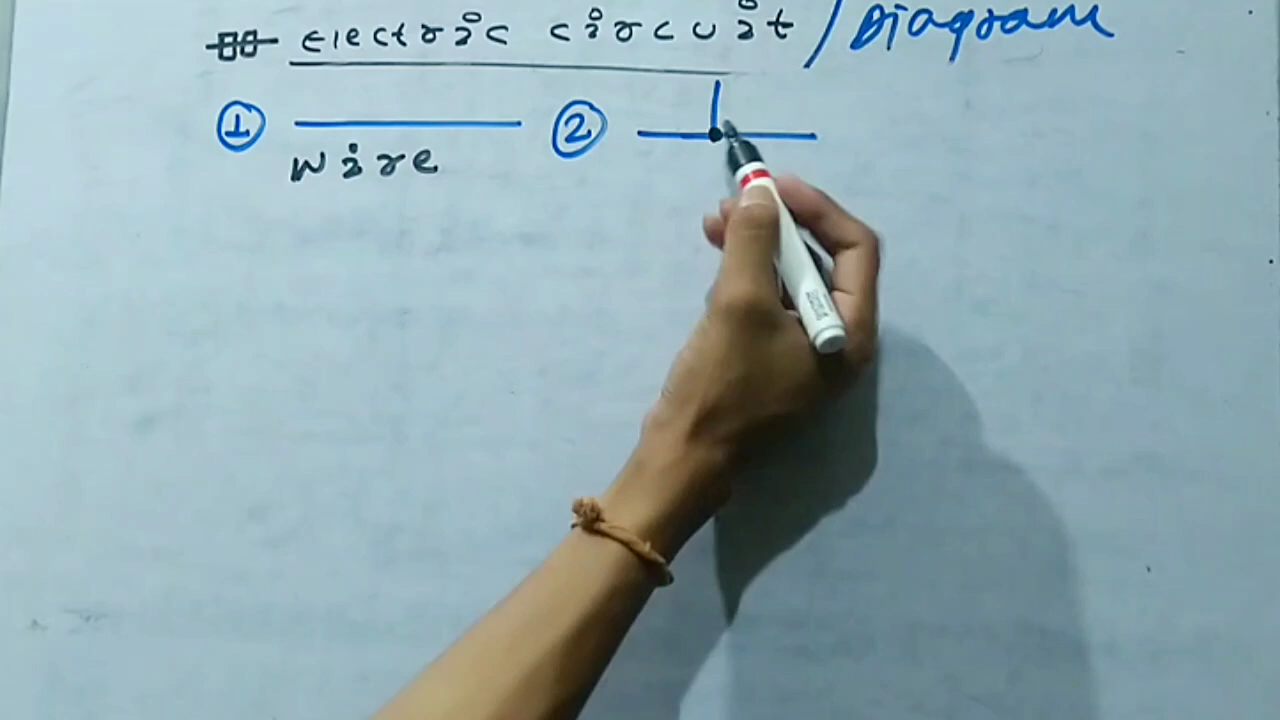 Electric circuit / Diagram
① ②
Wire